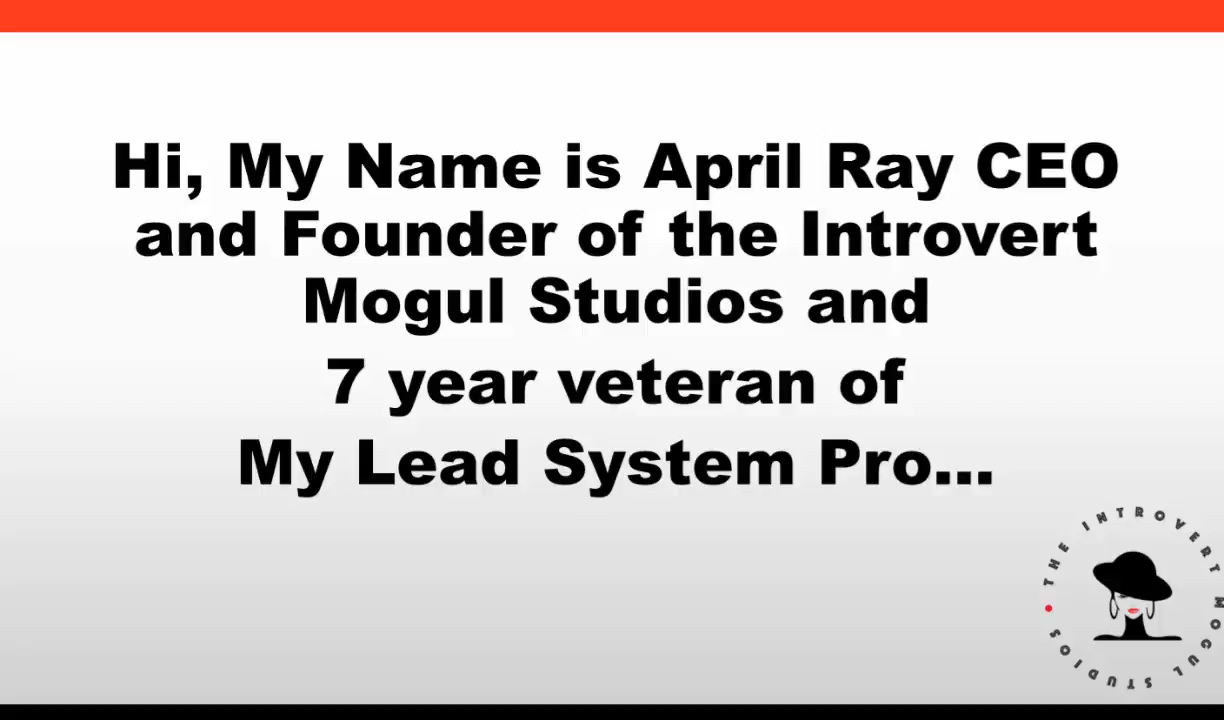 Hi, My Name is April Ray CEO
and Founder of the Introvert
Mogul Studios and
7 year veteran of
My Lead System Pro...
THE INTROVERT MOGUL STUDIOS